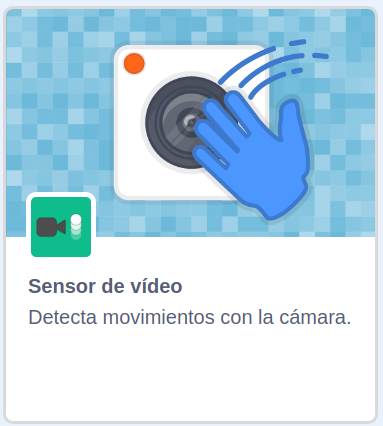 Sensor de vídeo
Detecta movimientos con la cámara.